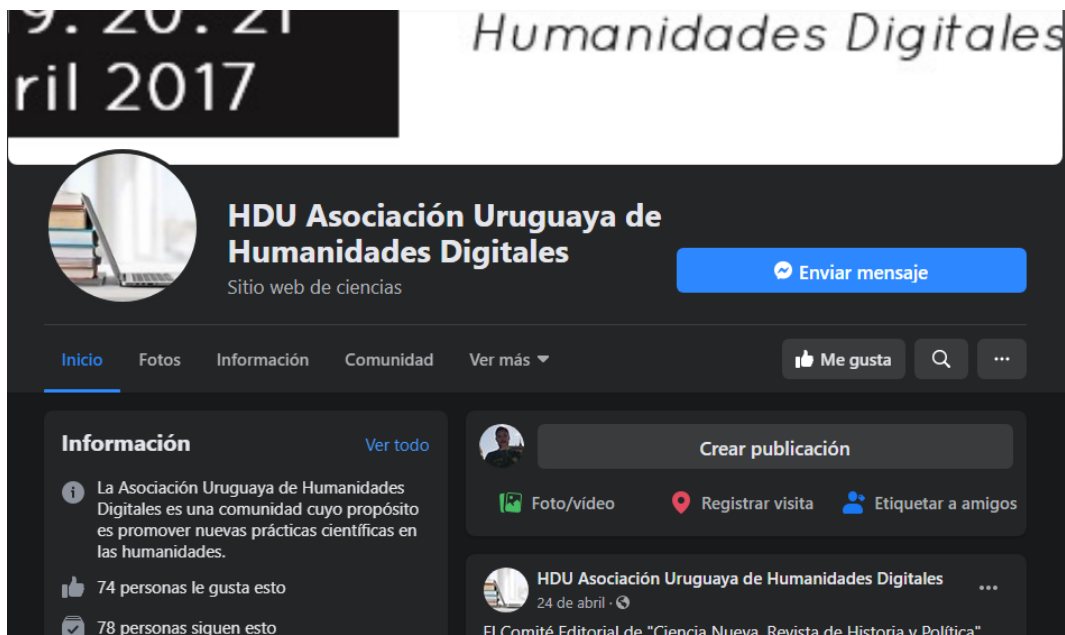 9. 20. 21
ril 2017
Humanidades Digitales
HDU Asociación Uruguaya de
Humanidades Digitales
Sitio web de ciencias
Enviar mensaje
Inicio
Fotos
Información
Comunidad
Ver más
Me gusta
Información
Ver todo
La Asociación Uruguaya de Humanidades
Digitales es una comunidad cuyo propósito
es promover nuevas prácticas científicas en
las humanidades.
74 personas le gusta esto
78 personas siguen esto
Crear publicación
Foto/vídeo
Registrar visita
Etiquetar a amigos
HDU Asociación Uruguaya de Humanidades Digitales
24 de abril ·
El Comité Editorial de "Ciencia Nueva. Revista de Historia y Política"